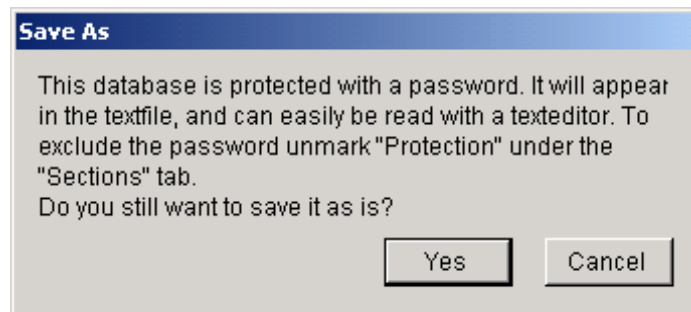 Save As
This database is protected with a password. It will appear
in the textfile, and can easily be read with a texteditor. To
exclude the password unmark "Protection" under the
"Sections" tab.
Do you still want to save it as is?
Yes
Cancel